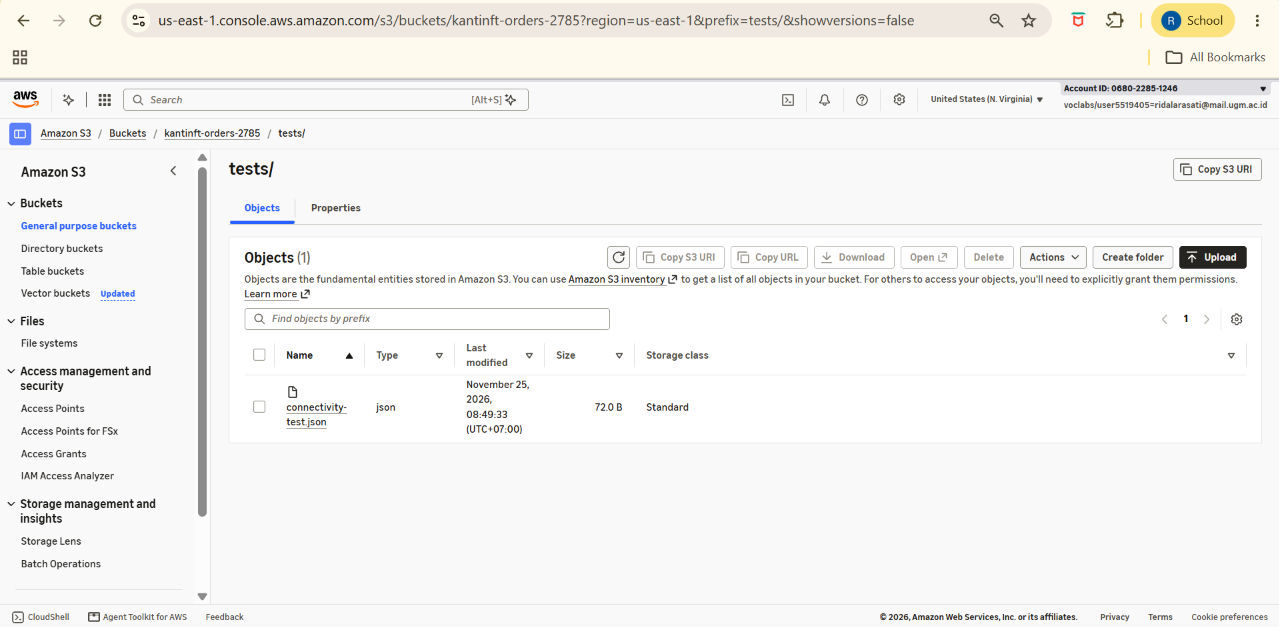 us-east-1.console.aws.amazon.com/s3/buckets/kantinft-orders-2785?region=us-east-1&prefix=tests/&showversions=false
R School
All Bookmarks
aws
Search [Alt+S]
United States (N. Virginia)
Account ID: 0680-2285-1246
voclabs/user5519405=ridalarasati@mail.ugm.ac.id
Amazon S3 / Buckets / kantinft-orders-2785 / tests/
Amazon S3
Buckets
General purpose buckets
Directory buckets
Table buckets
Vector buckets Updated
Files
File systems
Access management and
security
Access Points
Access Points for FSx
Access Grants
IAM Access Analyzer
Storage management and
insights
Storage Lens
Batch Operations
tests/
Copy S3 URI
Objects Properties
Objects (1)
Copy S3 URI Copy URL Download Open Delete Actions Create folder Upload
Objects are the fundamental entities stored in Amazon S3. You can use Amazon S3 inventory to get a list of all objects in your bucket. For others to access your objects, you'll need to explicitly grant them permissions.
Learn more
Find objects by prefix
1
Name Type Last modified Size Storage class
connectivity-
test.json
json
November 25,
2026,
08:49:33
(UTC+07:00)
72.0 B
Standard
CloudShell Agent Toolkit for AWS Feedback
© 2026, Amazon Web Services, Inc. or its affiliates. Privacy Terms Cookie preferences